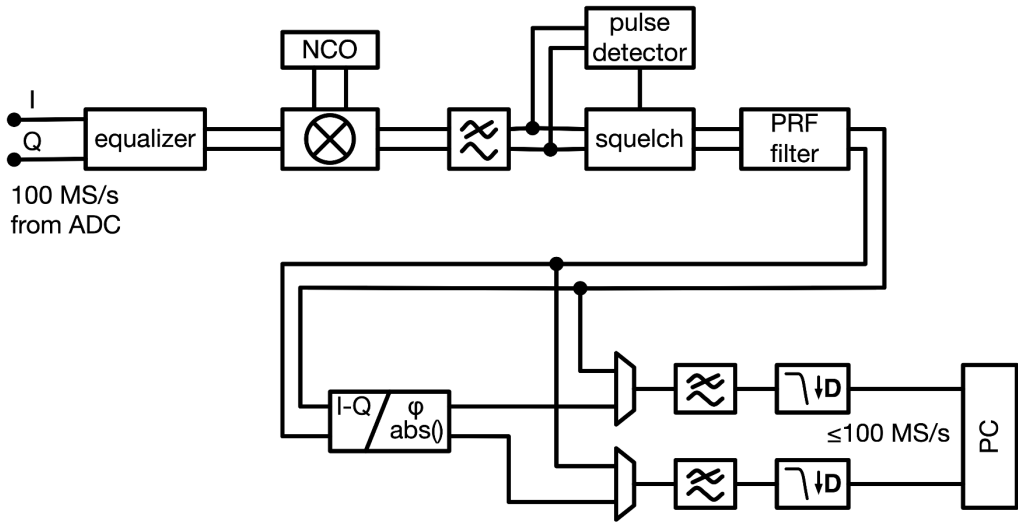 pulse
detector
NCO
I
Q
equalizer
squelch
PRF
filter
100 MS/s
from ADC
I-Q
φ
abs()
↓D
≤100 MS/s
↓D
PC